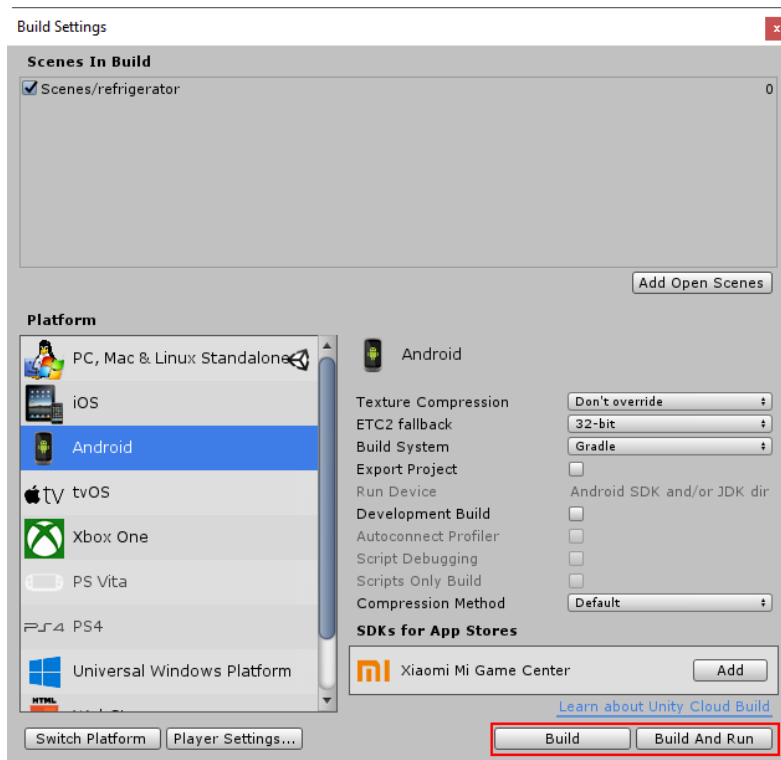 Build Settings
x
Scenes In Build
Scenes/refrigerator 0
Add Open Scenes
Platform
PC, Mac & Linux Standalone
iOS
Android
tv tvOS
Xbox One
PS Vita
PS4 PS4
Universal Windows Platform
HTML
Android
Texture Compression Don't override
ETC2 fallback 32-bit
Build System Gradle
Export Project
Run Device Android SDK and/or JDK dir
Development Build
Autoconnect Profiler
Script Debugging
Scripts Only Build
Compression Method Default
SDKs for App Stores
mi Xiaomi Mi Game Center Add
Learn about Unity Cloud Build
Switch Platform Player Settings... Build Build And Run